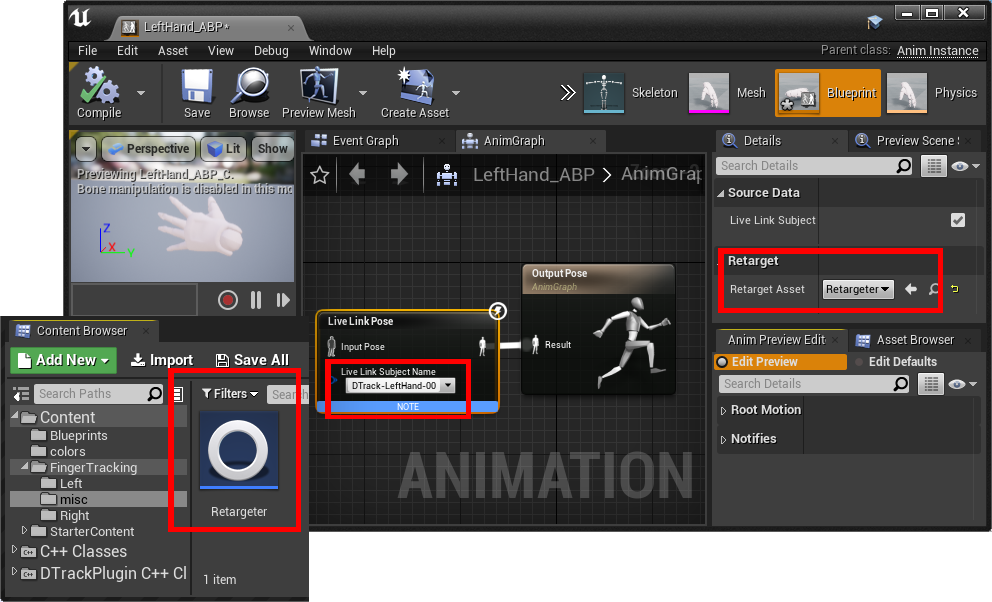 LeftHand_ABP*
File Edit Asset View Debug Window Help
Parent class: Anim Instance
Compile Save Browse Preview Mesh Create Asset
Skeleton Mesh Blueprint Physics
Perspective Lit Show
Previewing LeftHand_ABP_C.
Bone manipulation is disabled in this mo
Z
X
Y
Event Graph AnimGraph
LeftHand_ABP > AnimGrap
Output Pose
AnimGraph
Result
Live Link Pose
Input Pose
Live Link Subject Name
DTrack-LeftHand-00
NOTE
ANIMATION
Details Preview Scene S
Search Details
Source Data
Live Link Subject
Retarget
Retarget Asset Retargeter
Anim Preview Edit Asset Browser
Edit Preview Edit Defaults
Search Details
Root Motion
Notifies
Content Browser
Add New Import Save All
Search Paths
Filters Search
Content
Blueprints
colors
FingerTracking
Left
misc
Right
StarterContent
C++ Classes
DTrackPlugin C++ Cl
Retargeter
1 item